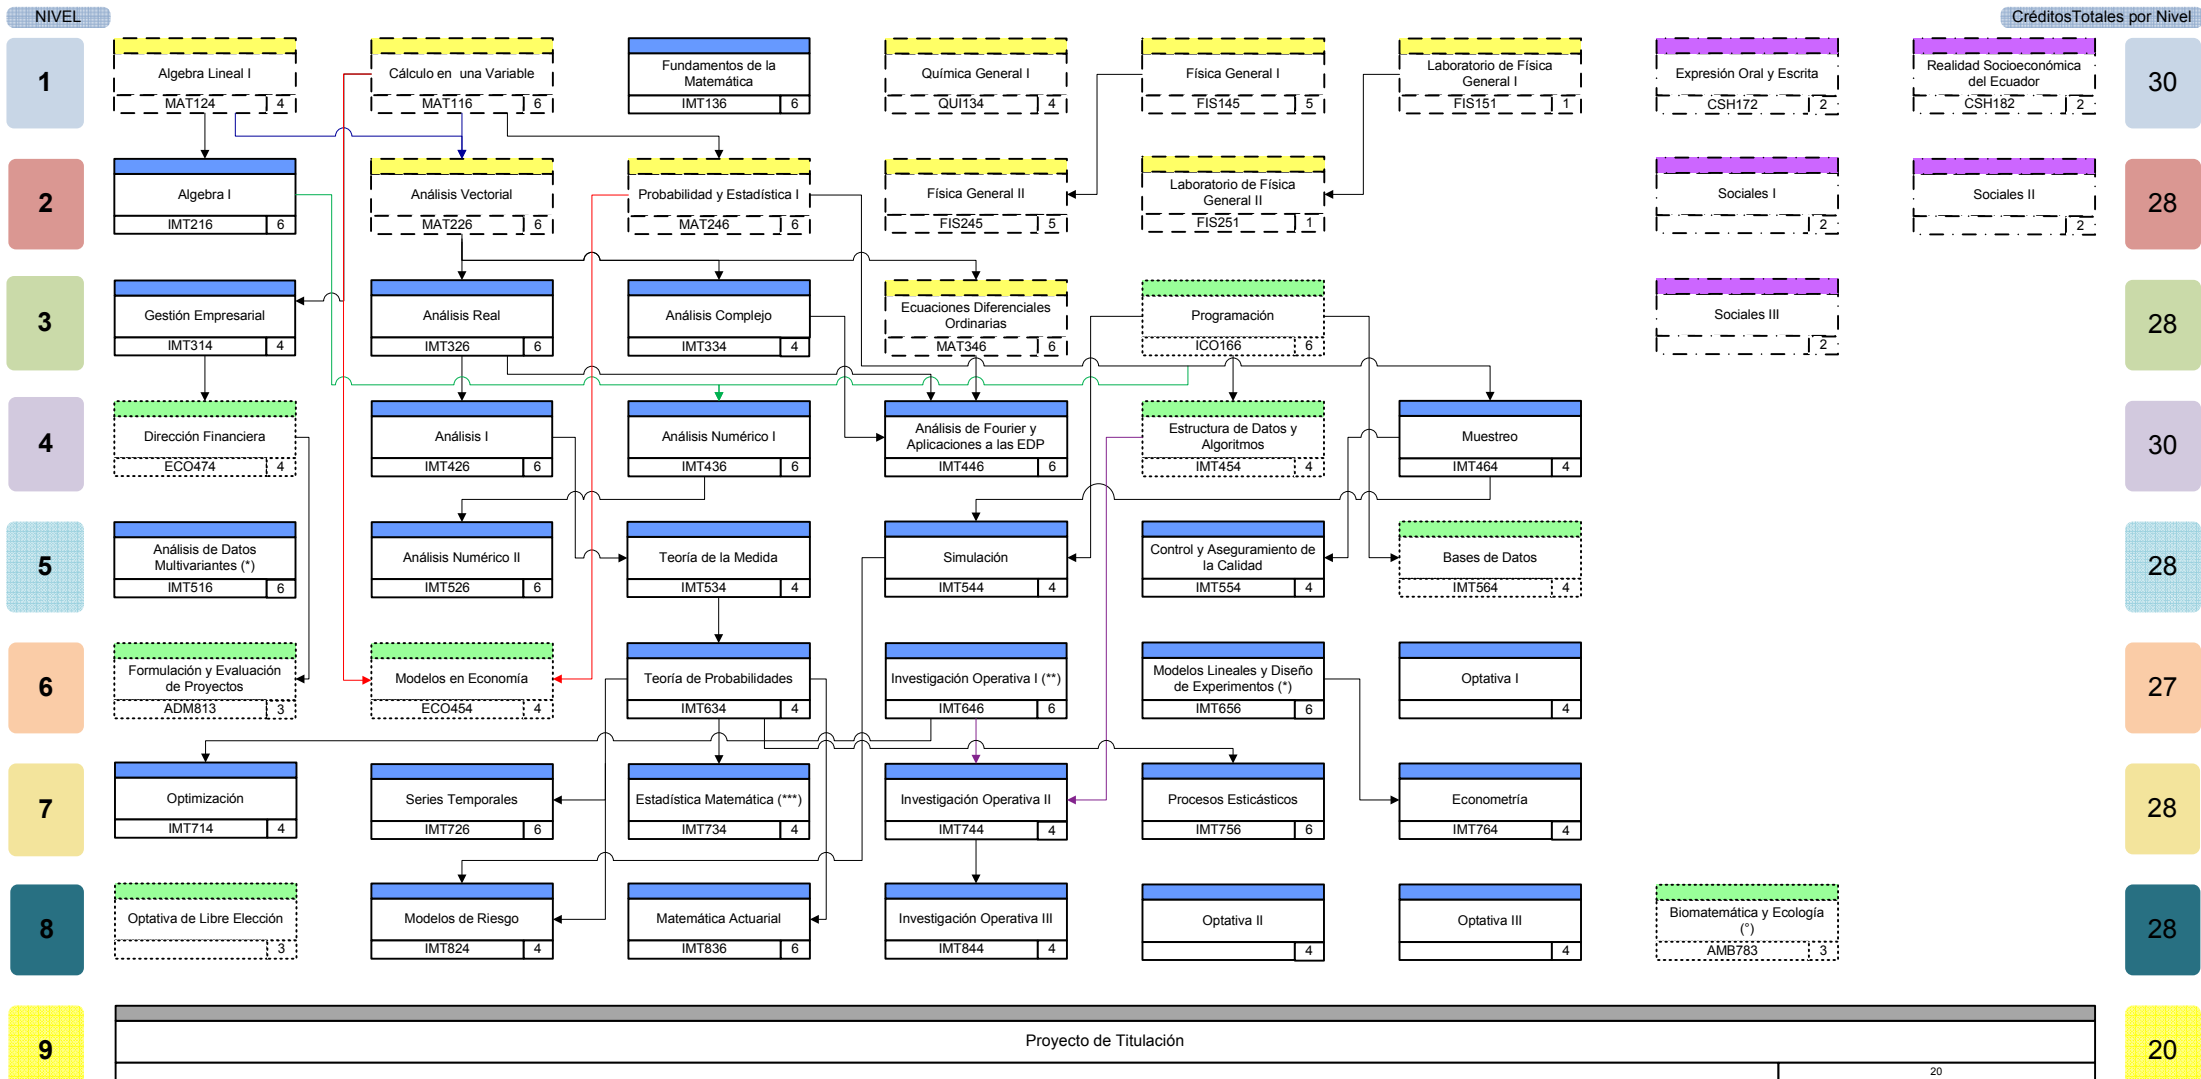 NIVEL
CréditosTotales por Nivel
1
Algebra Lineal I
MAT124
4
Cálculo en una Variable
MAT116
6
Fundamentos de la
Matemática
IMT136
6
Química General I
QUI134
4
Física General I
FIS145
5
Laboratorio de Física
General I
FIS151
1
Expresión Oral y Escrita
CSH172
2
Realidad Socioeconómica
del Ecuador
CSH182
2
30
2
Algebra I
IMT216
6
Análisis Vectorial
MAT226
6
Probabilidad y Estadística I
MAT246
6
Física General II
FIS245
5
Laboratorio de Física
General II
FIS251
1
Sociales I
2
Sociales II
2
28
3
Gestión Empresarial
IMT314
4
Análisis Real
IMT326
6
Análisis Complejo
IMT334
4
Ecuaciones Diferenciales
Ordinarias
MAT346
6
Programación
ICO166
6
Sociales III
2
28
4
Dirección Financiera
ECO474
4
Análisis I
IMT426
6
Análisis Numérico I
IMT436
6
Análisis de Fourier y
Aplicaciones a las EDP
IMT446
6
Estructura de Datos y
Algoritmos
IMT454
4
Muestreo
IMT464
4
30
5
Análisis de Datos
Multivariantes (*)
IMT516
6
Análisis Numérico II
IMT526
6
Teoría de la Medida
IMT534
4
Simulación
IMT544
4
Control y Aseguramiento de
la Calidad
IMT554
4
Bases de Datos
IMT564
4
28
6
Formulación y Evaluación
de Proyectos
ADM813
3
Modelos en Economía
ECO454
4
Teoría de Probabilidades
IMT634
4
Investigación Operativa I (**)
IMT646
6
Modelos Lineales y Diseño
de Experimentos (*)
IMT656
6
Optativa I
4
27
7
Optimización
IMT714
4
Series Temporales
IMT726
6
Estadística Matemática (***)
IMT734
4
Investigación Operativa II
IMT744
4
Procesos Esticásticos
IMT756
6
Econometría
IMT764
4
28
8
Optativa de Libre Elección
3
Modelos de Riesgo
IMT824
4
Matemática Actuarial
IMT836
6
Investigación Operativa III
IMT844
4
Optativa II
4
Optativa III
4
Biomatemática y Ecología
(°)
AMB783
3
28
9
Proyecto de Titulación
20
20